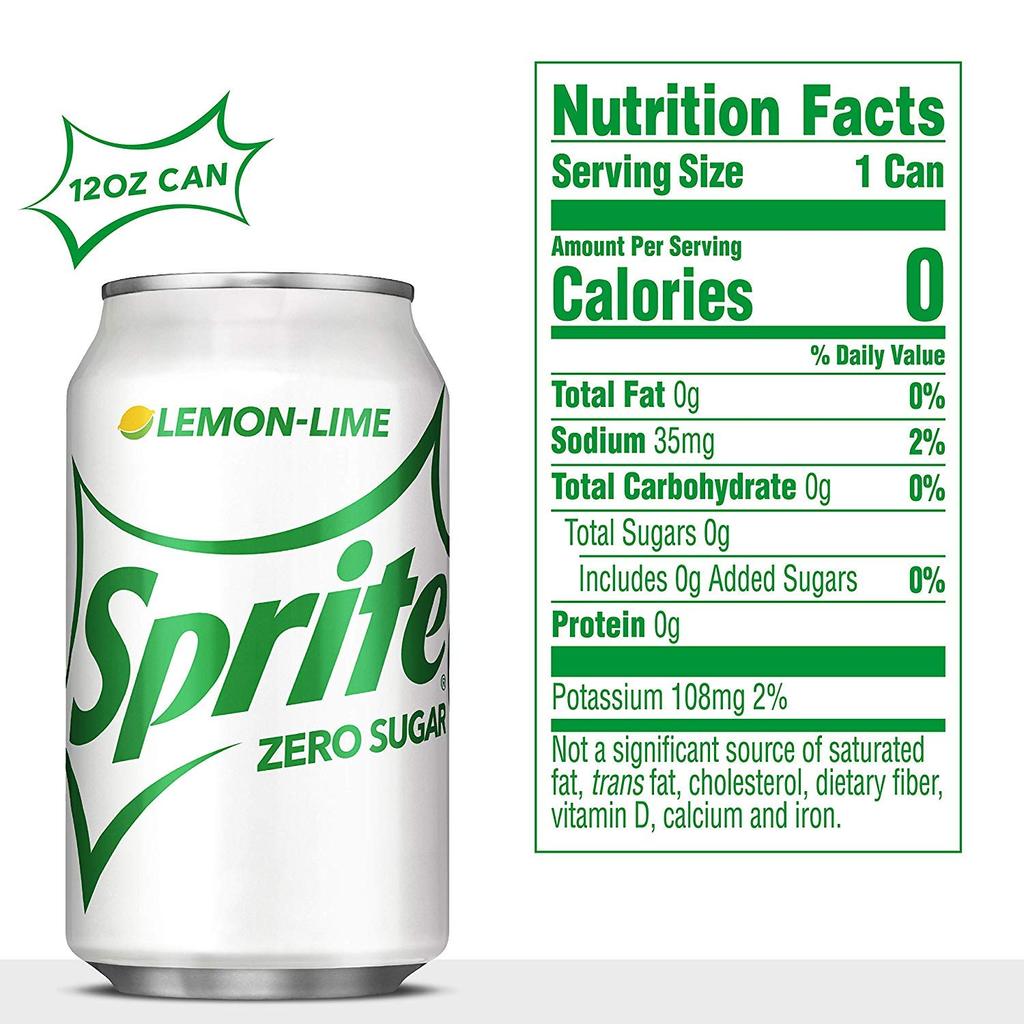 12OZ CAN
LEMON-LIME
Sprite®
ZERO SUGAR
Nutrition Facts
Serving Size 1 Can
Amount Per Serving
Calories 0
% Daily Value
Total Fat 0g 0%
Sodium 35mg 2%
Total Carbohydrate 0g 0%
Total Sugars 0g
Includes 0g Added Sugars 0%
Protein 0g
Potassium 108mg 2%
Not a significant source of saturated
fat, trans fat, cholesterol, dietary fiber,
vitamin D, calcium and iron.